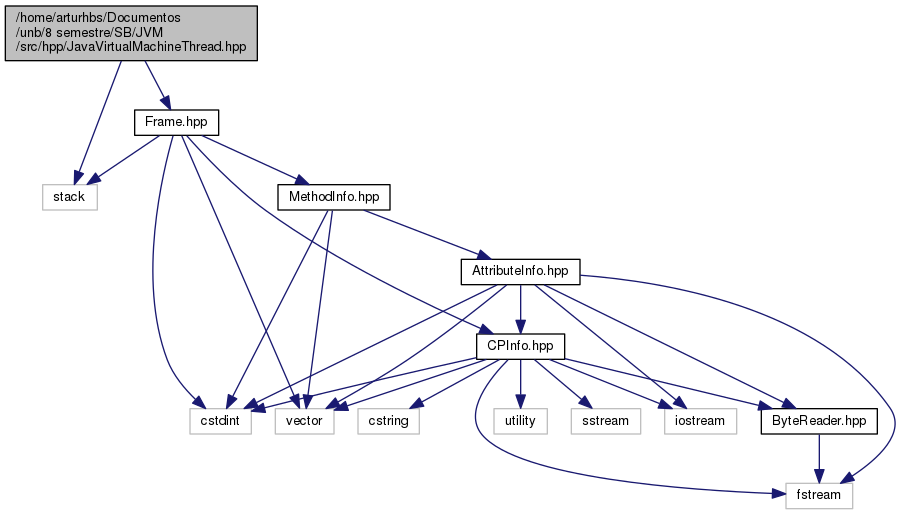 /home/arturhbs/Documentos
/unb/8 semestre/SB/JVM
/src/hpp/JavaVirtualMachineThread.hpp
Frame.hpp
stack
MethodInfo.hpp
AttributeInfo.hpp
CPInfo.hpp
cstdint
vector
cstring
utility
sstream
iostream
ByteReader.hpp
fstream